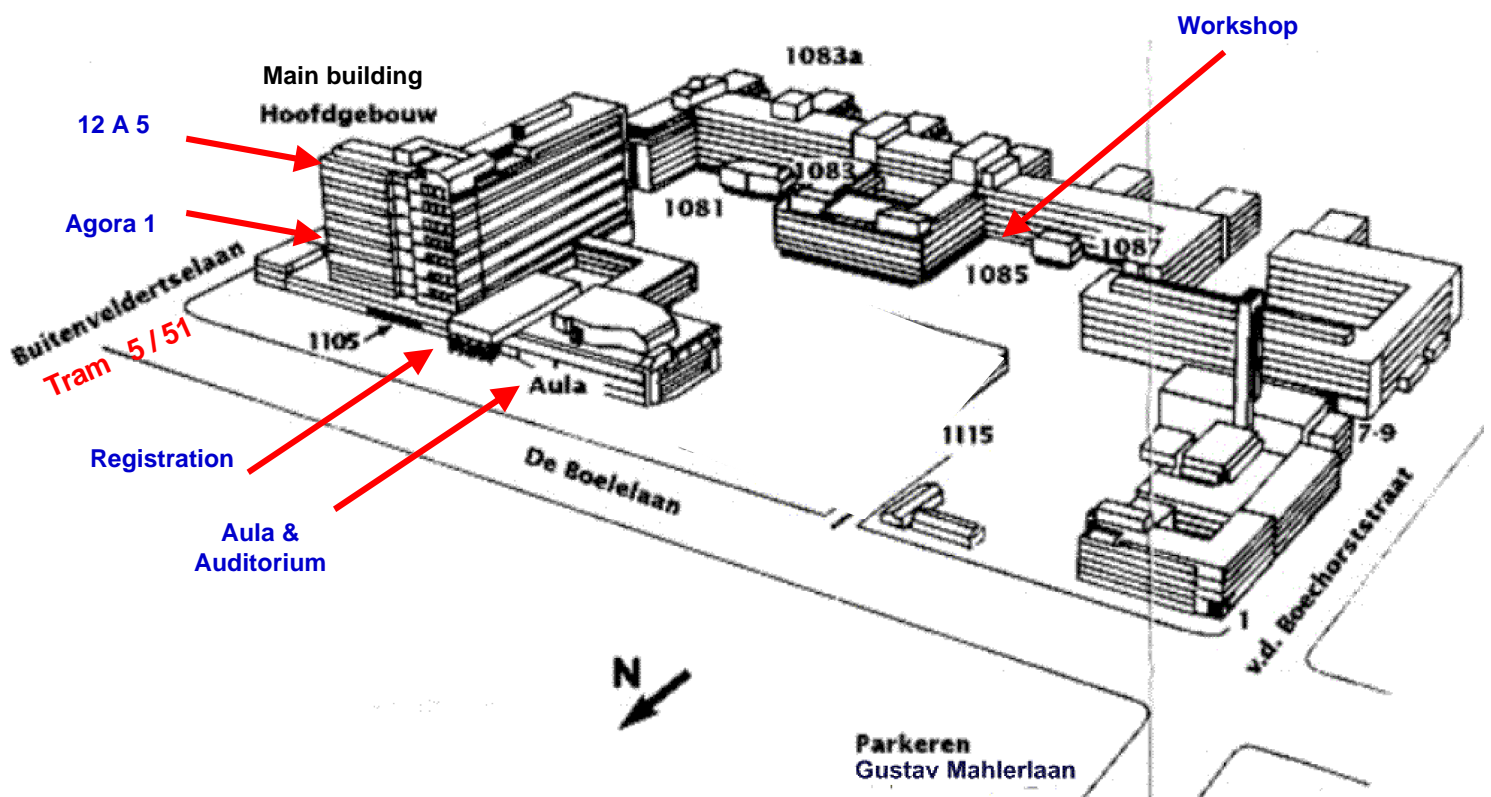 Workshop
1083a
Main building
Hoofdgebouw
12 A 5
1083
1081
Agora 1
1087
1085
Buitenveldertselaan
Tram 5 / 51
1105
Aula
1115
7-9
Registration
De Boelelaan
Aula &
Auditorium
v.d. Boechorststraat
1
N
Parkeren
Gustav Mahlerlaan